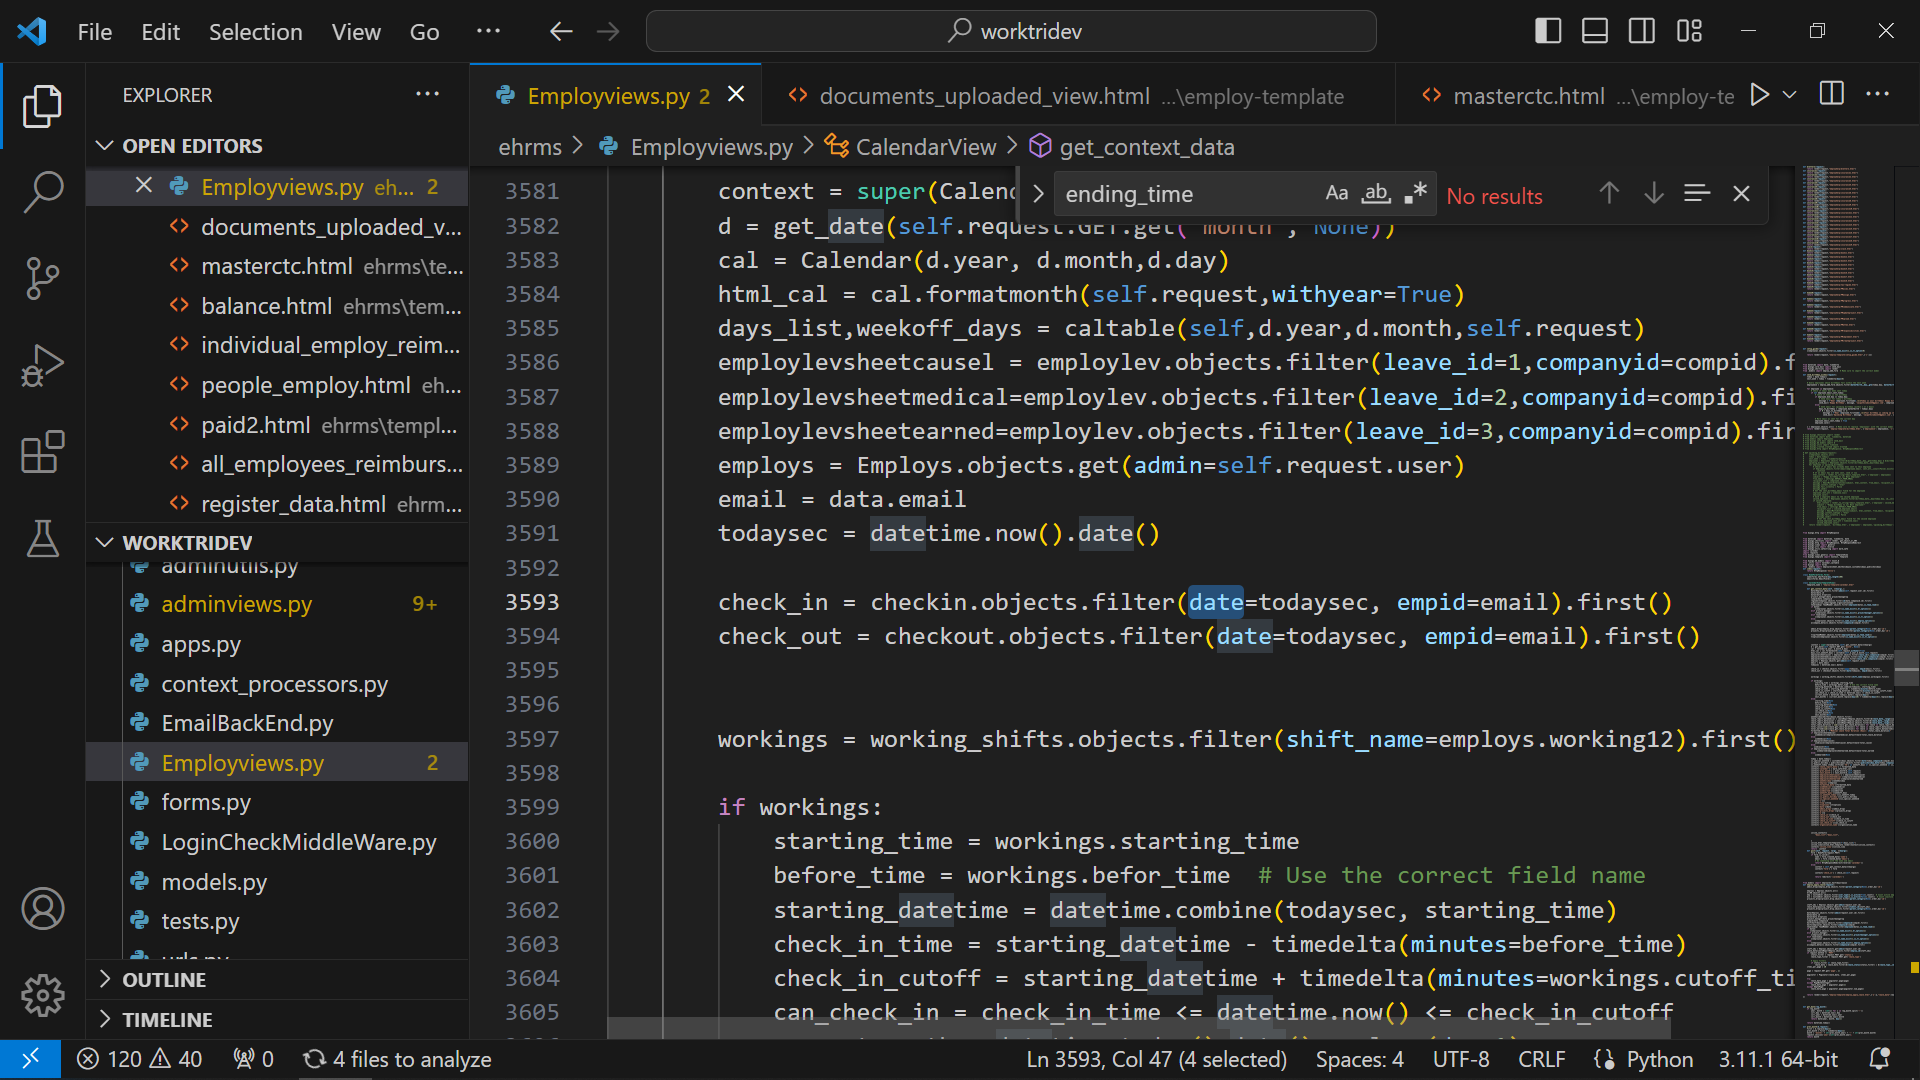 File Edit Selection View Go ··· worktridev
EXPLORER ···
OPEN EDITORS
Employviews.py eh... 2
documents_uploaded_v...
masterctc.html ehrms\te...
balance.html ehrms\tem...
individual_employ_reim...
people_employ.html eh...
paid2.html ehrms\templ...
all_employees_reimburs...
register_data.html ehrm...
WORKTRIDEV
adminutils.py
adminviews.py 9+
apps.py
context_processors.py
EmailBackEnd.py
Employviews.py 2
forms.py
LoginCheckMiddleWare.py
models.py
tests.py
urls.py
OUTLINE
TIMELINE
Employviews.py 2 documents_uploaded_view.html ...\employ-template masterctc.html ...\employ-te
ehrms > Employviews.py > CalendarView > get_context_data
ending_time Aa ab .* No results
3581 context = super(Calend
3582 d = get_date(self.request.GET.get('month', None))
3583 cal = Calendar(d.year, d.month,d.day)
3584 html_cal = cal.formatmonth(self.request,withyear=True)
3585 days_list,weekoff_days = caltable(self,d.year,d.month,self.request)
3586 employlevsheetcausel = employlev.objects.filter(leave_id=1,companyid=compid).f
3587 employlevsheetmedical=employlev.objects.filter(leave_id=2,companyid=compid).fi
3588 employlevsheetearned=employlev.objects.filter(leave_id=3,companyid=compid).fir
3589 employs = Employs.objects.get(admin=self.request.user)
3590 email = data.email
3591 todaysec = datetime.now().date()
3592
3593 check_in = checkin.objects.filter(date=todaysec, empid=email).first()
3594 check_out = checkout.objects.filter(date=todaysec, empid=email).first()
3595
3596
3597 workings = working_shifts.objects.filter(shift_name=employs.working12).first()
3598
3599 if workings:
3600 starting_time = workings.starting_time
3601 before_time = workings.befor_time # Use the correct field name
3602 starting_datetime = datetime.combine(todaysec, starting_time)
3603 check_in_time = starting_datetime - timedelta(minutes=before_time)
3604 check_in_cutoff = starting_datetime + timedelta(minutes=workings.cutoff_ti
3605 can_check_in = check_in_time <= datetime.now() <= check_in_cutoff
120 40 0 4 files to analyze Ln 3593, Col 47 (4 selected) Spaces: 4 UTF-8 CRLF Python 3.11.1 64-bit